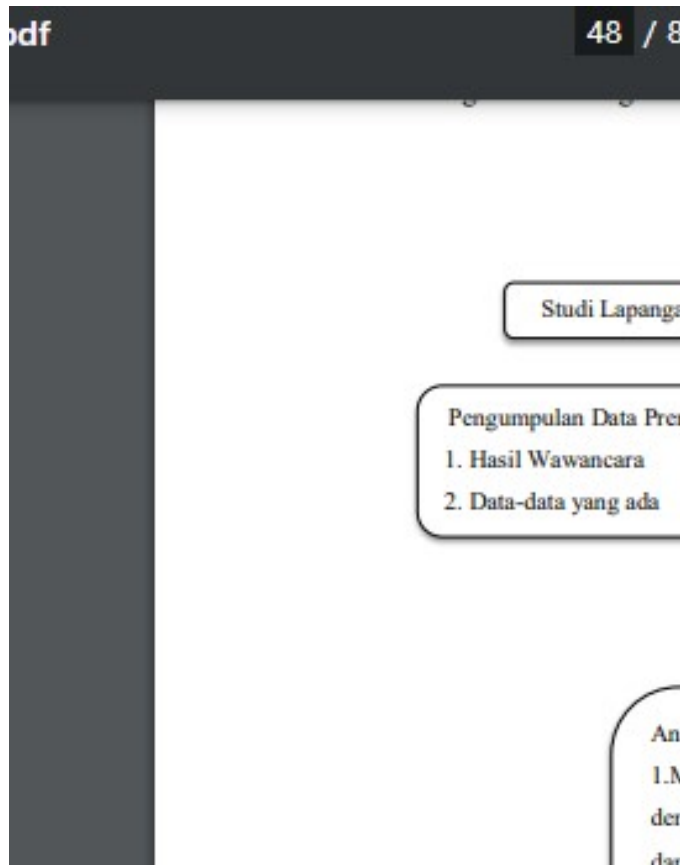 pdf
48 / 8
Studi Lapanga
Pengumpulan Data Pre
1. Hasil Wawancara
2. Data-data yang ada
An
1.M
der
dar